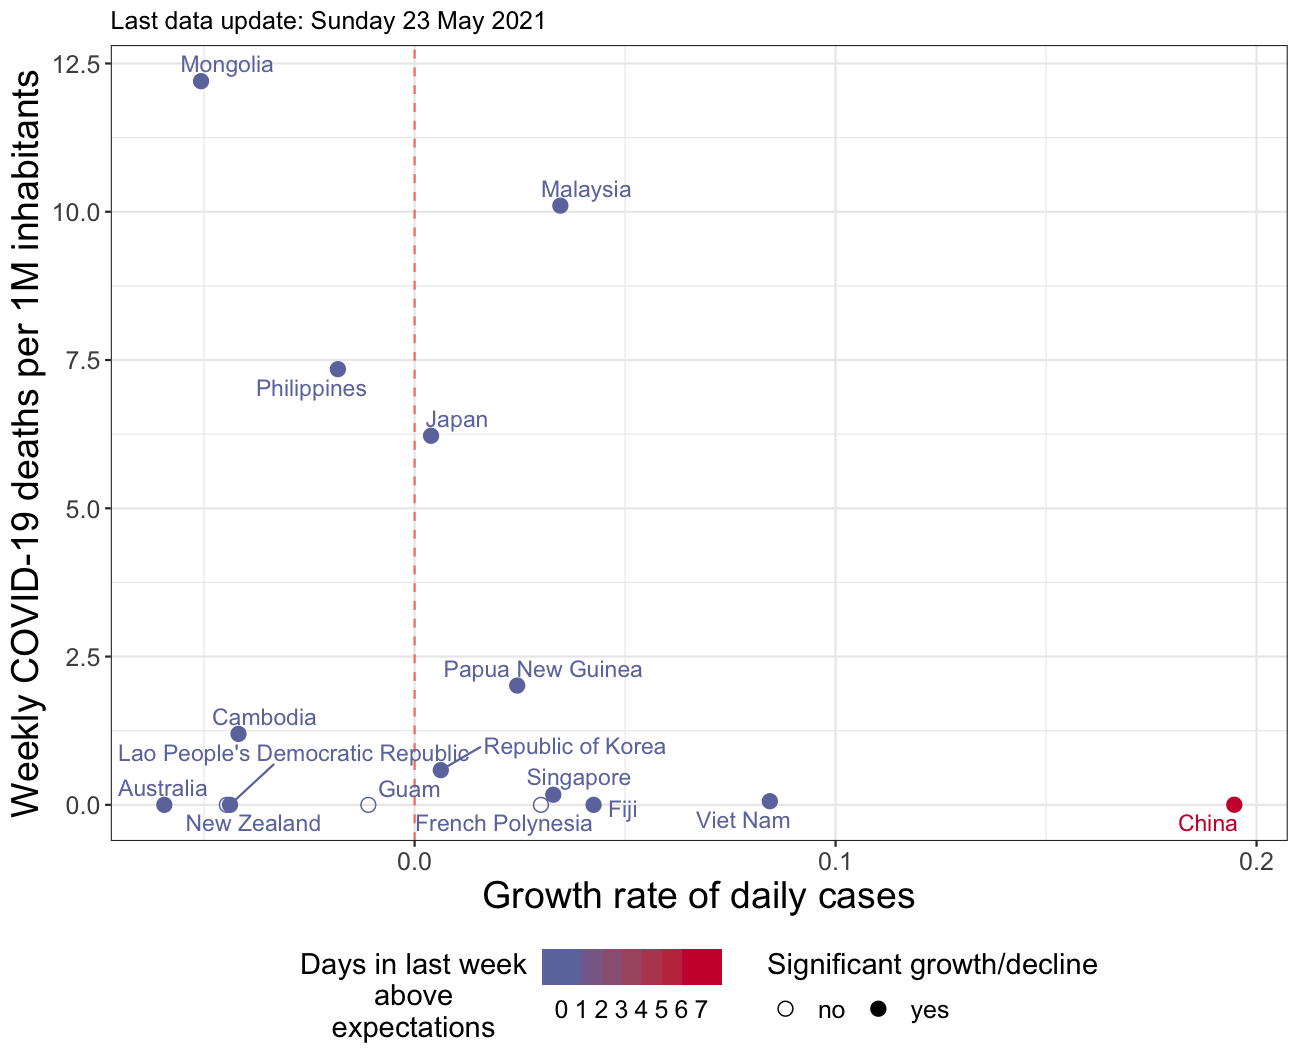 Last data update: Sunday 23 May 2021
Weekly COVID-19 deaths per 1M inhabitants
12.5
10.0
7.5
5.0
2.5
0.0
Mongolia
Malaysia
Philippines
Japan
Papua New Guinea
Cambodia
Republic of Korea
Lao People's Democratic Republic
Singapore
Australia
Guam
Fiji
New Zealand
French Polynesia
Viet Nam
China
0.0
0.1
0.2
Growth rate of daily cases
Days in last week
above
expectations
0 1 2 3 4 5 6 7
Significant growth/decline
no
yes